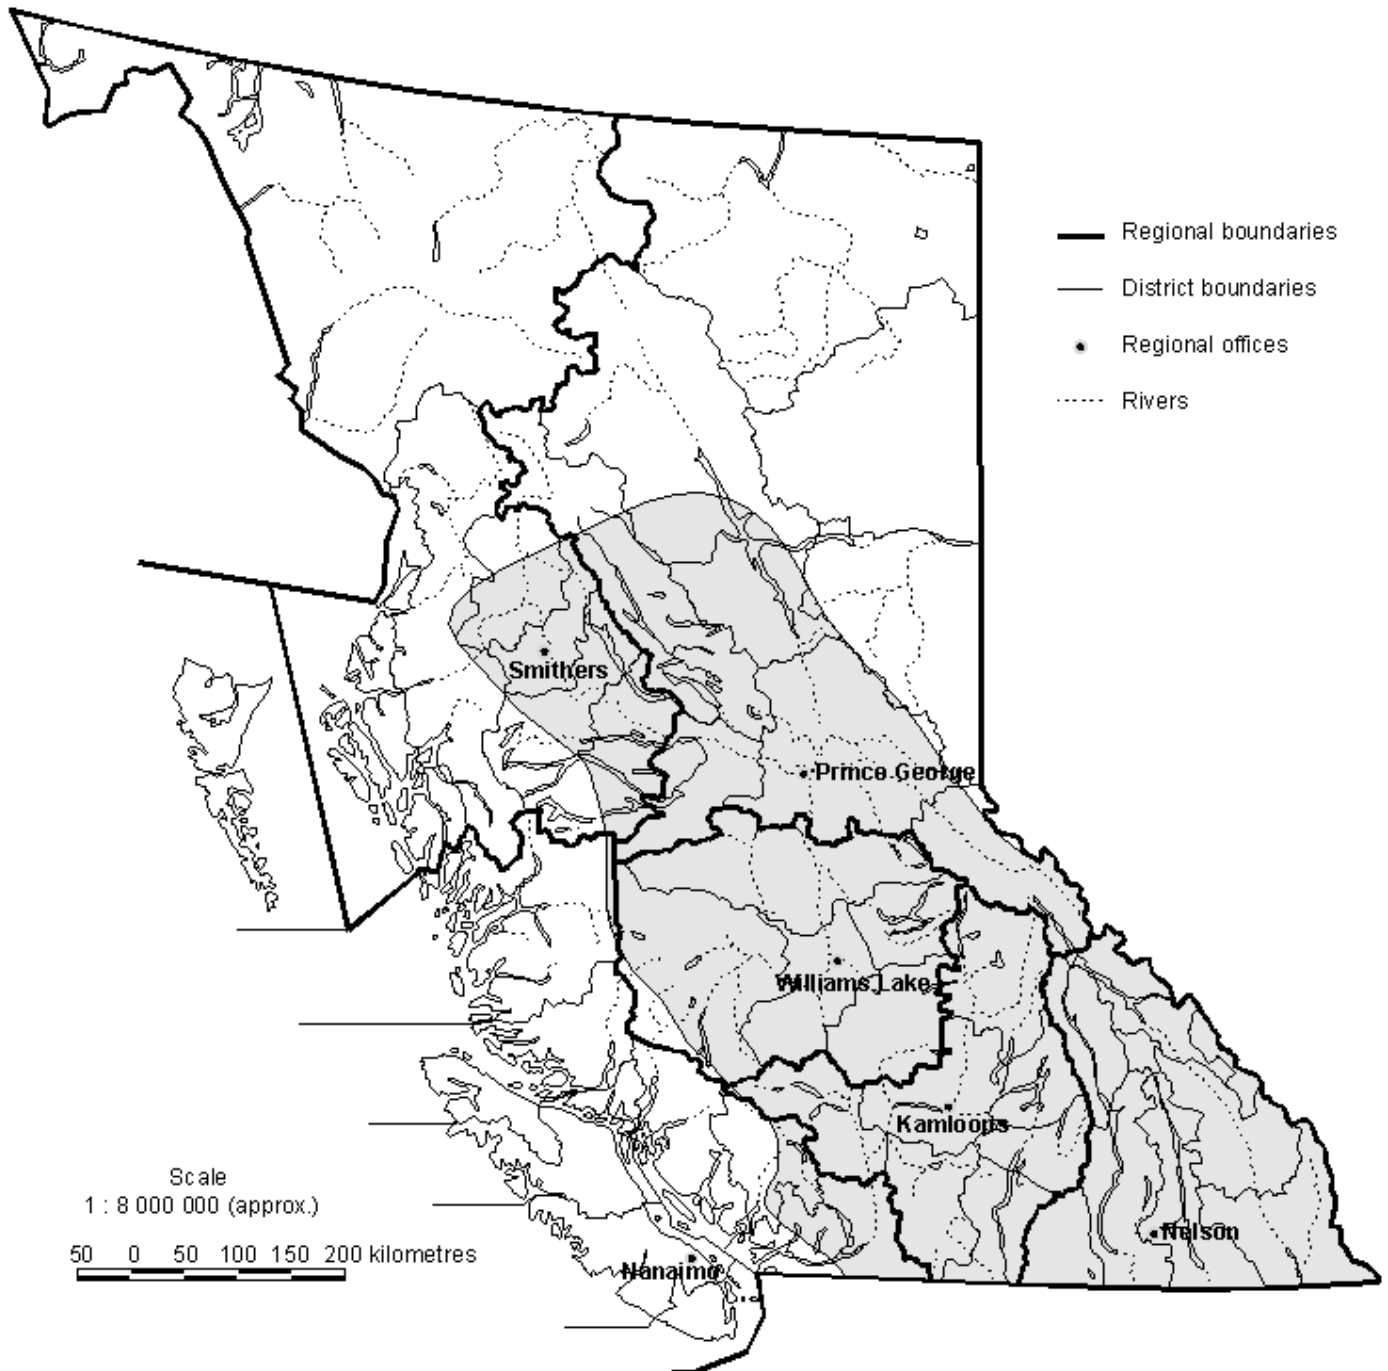 Regional boundaries
District boundaries
Regional offices
Rivers
Smithers
Prince George
Williams Lake
Kamloops
Scale
1 : 8 000 000 (approx.)
50 0 50 100 150 200 kilometres
Nelson
Nanaimo